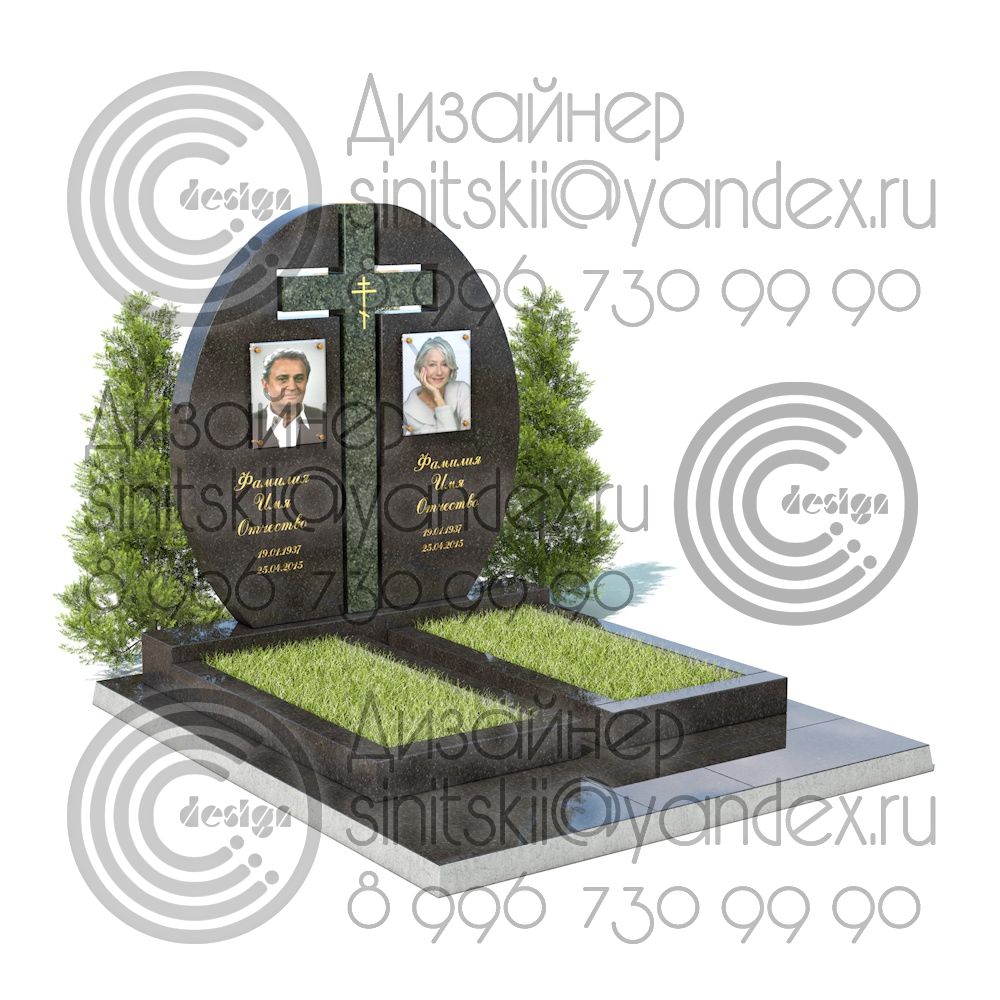 Дизайнер
design
sinitskii@yandex.ru
8 996 730 99 90
Дизайнер
Фамилия
Имя
Отчество
19.01.1937
25.04.2015
Фамилия
Имя
Отчество
19.01.1937
25.04.2015
sinitskii@yandex.ru
design
8 996 730 99 90
Дизайнер
design
sinitskii@yandex.ru
8 996 730 99 90